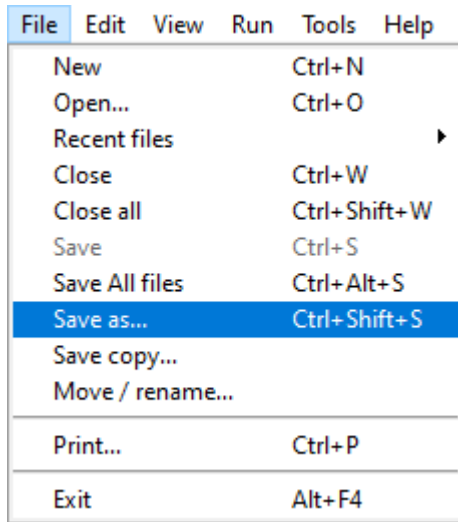 File Edit View Run Tools Help
New Ctrl+N
Open... Ctrl+O
Recent files
Close Ctrl+W
Close all Ctrl+Shift+W
Save Ctrl+S
Save All files Ctrl+Alt+S
Save as... Ctrl+Shift+S
Save copy...
Move / rename...
Print... Ctrl+P
Exit Alt+F4